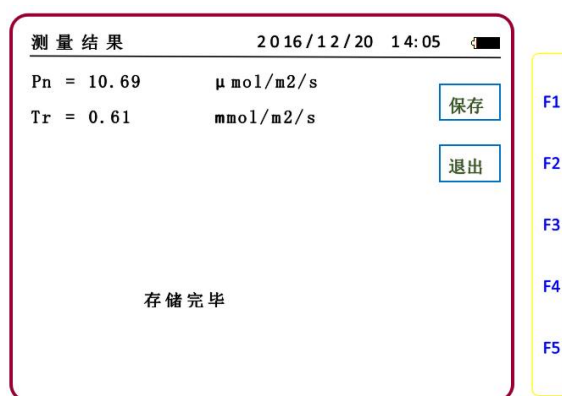 测量结果 2016/12/20 14:05
Pn = 10.69 μmol/m2/s
Tr = 0.61 mmol/m2/s
保存
退出
存储完毕
F1
F2
F3
F4
F5